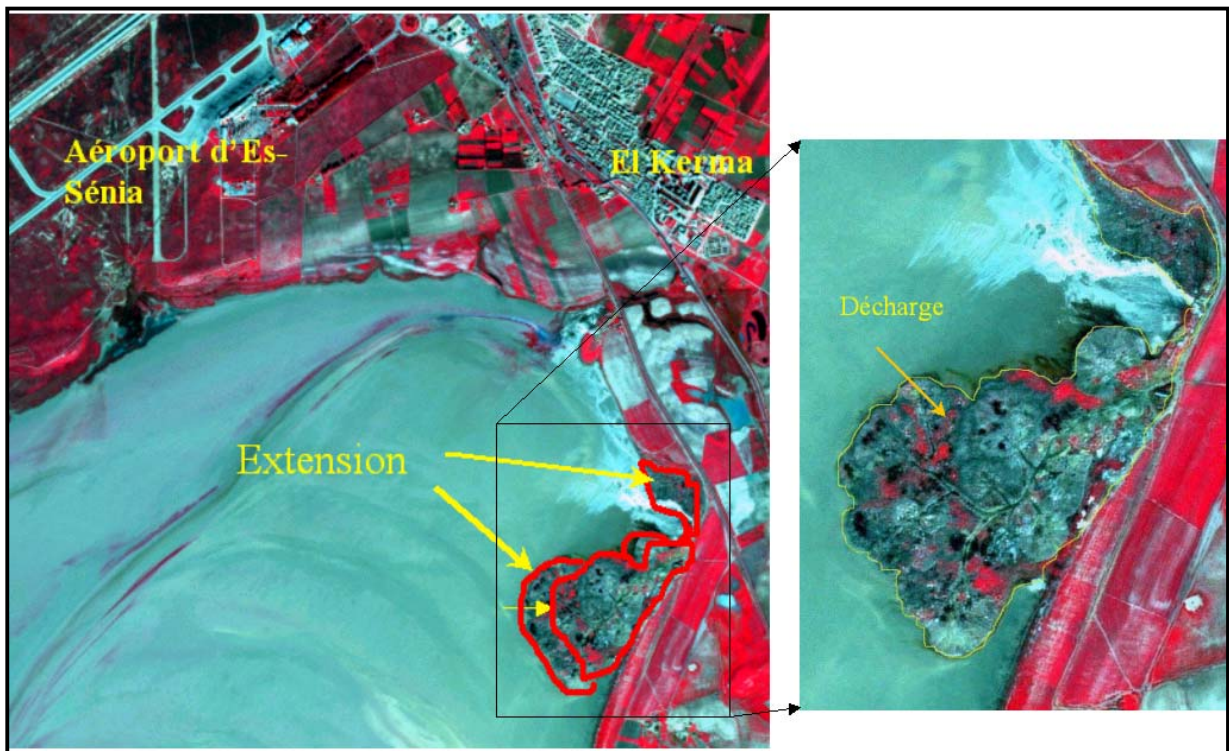 Aéroport d'Es-
Sénia
El Kerma
Extension
Décharge